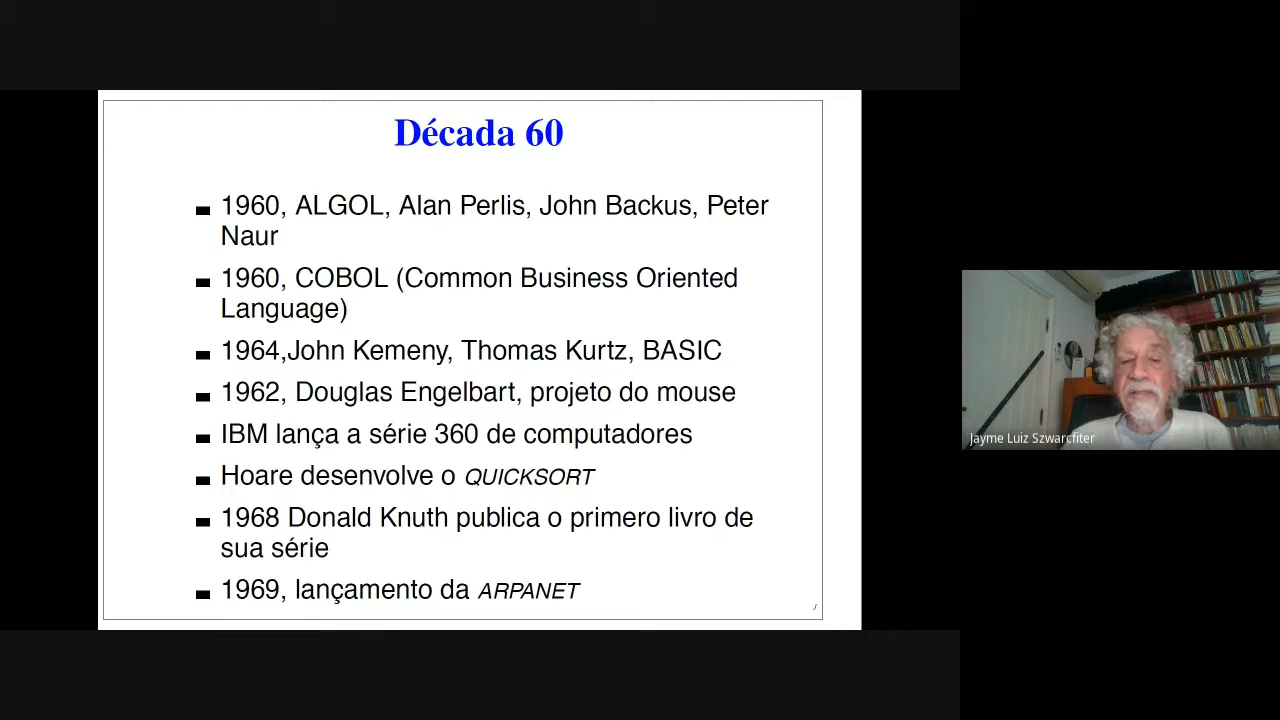 Década 60
1960, ALGOL, Alan Perlis, John Backus, Peter
Naur
1960, COBOL (Common Business Oriented
Language)
1964,John Kemeny, Thomas Kurtz, BASIC
1962, Douglas Engelbart, projeto do mouse
IBM lança a série 360 de computadores
Hoare desenvolve o QUICKSORT
1968 Donald Knuth publica o primero livro de
sua série
1969, lançamento da ARPANET
Jayme Luiz Szwarcfiter